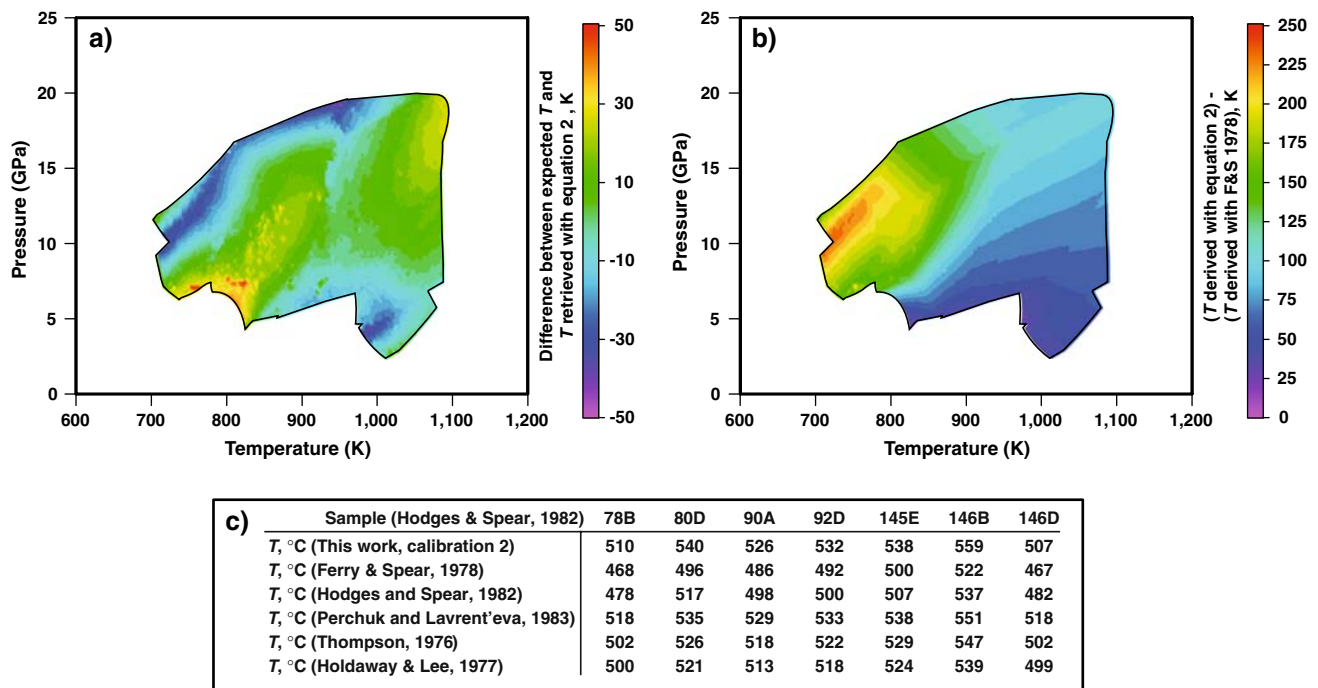 a)
25
20
15
10
5
0
Pressure (GPa)
600 700 800 900 1,000 1,100 1,200
Temperature (K)
50
30
10
-10
-30
-50
Difference between expected T and
T retrieved with equation 2 , K
b)
25
20
15
10
5
0
Pressure (GPa)
600 700 800 900 1,000 1,100 1,200
Temperature (K)
250
225
200
175
150
125
100
75
50
25
0
(T derived with equation 2) -
(T derived with F&S 1978), K
c)
Sample (Hodges & Spear, 1982) 78B 80D 90A 92D 145E 146B 146D
T, °C (This work, calibration 2) 510 540 526 532 538 559 507
T, °C (Ferry & Spear, 1978) 468 496 486 492 500 522 467
T, °C (Hodges and Spear, 1982) 478 517 498 500 507 537 482
T, °C (Perchuk and Lavrent'eva, 1983) 518 535 529 533 538 551 518
T, °C (Thompson, 1976) 502 526 518 522 529 547 502
T, °C (Holdaway & Lee, 1977) 500 521 513 518 524 539 499